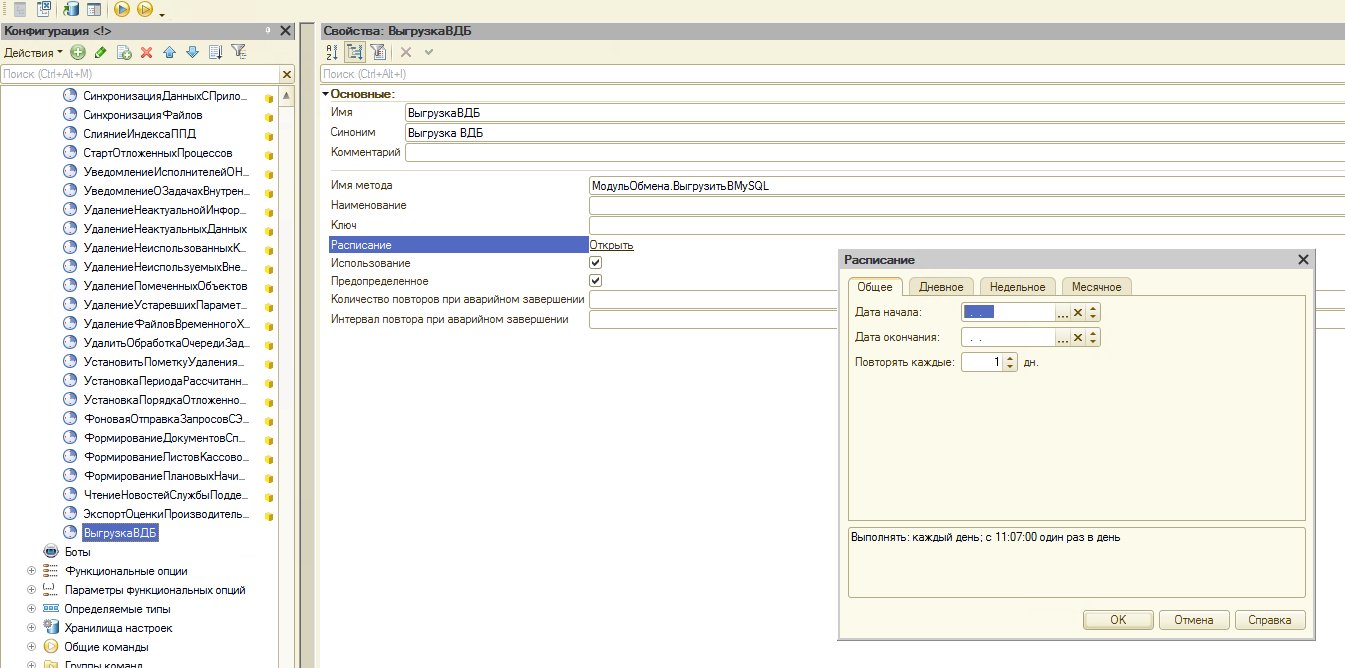 Конфигурация <!>
Действия
Поиск (Ctrl+Alt+M)
СинхронизацияДанныхСПрило...
СинхронизацияФайлов
СлияниеИндексаППД
СтартОтложенныхПроцессов
УведомлениеИсполнителейОН...
УведомлениеОЗадачахВнутрен...
УдалениеНеактуальнойИнфор...
УдалениеНеактуальныхДанных
УдалениеНеиспользованныхК...
УдалениеНеиспользуемыхВне...
УдалениеПомеченныхОбъектов
УдалениеУстаревшихПарамет...
УдалениеФайловВременногоХ...
УдалитьОбработкаОчередиЗад...
УстановитьПометкуУдаления...
УстановкаПериодаРассчитанн...
УстановкаПорядкаОтложенно...
ФоноваяОтправкаЗапросовСЭ...
ФормированиеДокументовСп...
ФормированиеЛистовКассово...
ФормированиеПлановыхНачи...
ЧтениеНовостейСлужбыПодде...
ЭкспортОценкиПроизводитель...
ВыгрузкаВДБ
Боты
Функциональные опции
Параметры функциональных опций
Определяемые типы
Хранилища настроек
Общие команды
Группы команд
Свойства: ВыгрузкаВДБ
Поиск (Ctrl+Alt+I)
Основные:
Имя ВыгрузкаВДБ
Синоним Выгрузка ВДБ
Комментарий
Имя метода МодульОбмена.ВыгрузитьВMySQL
Наименование
Ключ
Расписание Открыть
Использование
Предопределенное
Количество повторов при аварийном завершении
Интервал повтора при аварийном завершении
Расписание
Общее Дневное Недельное Месячное
Дата начала: . .
Дата окончания: . .
Повторять каждые: 1 дн.
Выполнять: каждый день; с 11:07:00 один раз в день
OK Отмена Справка